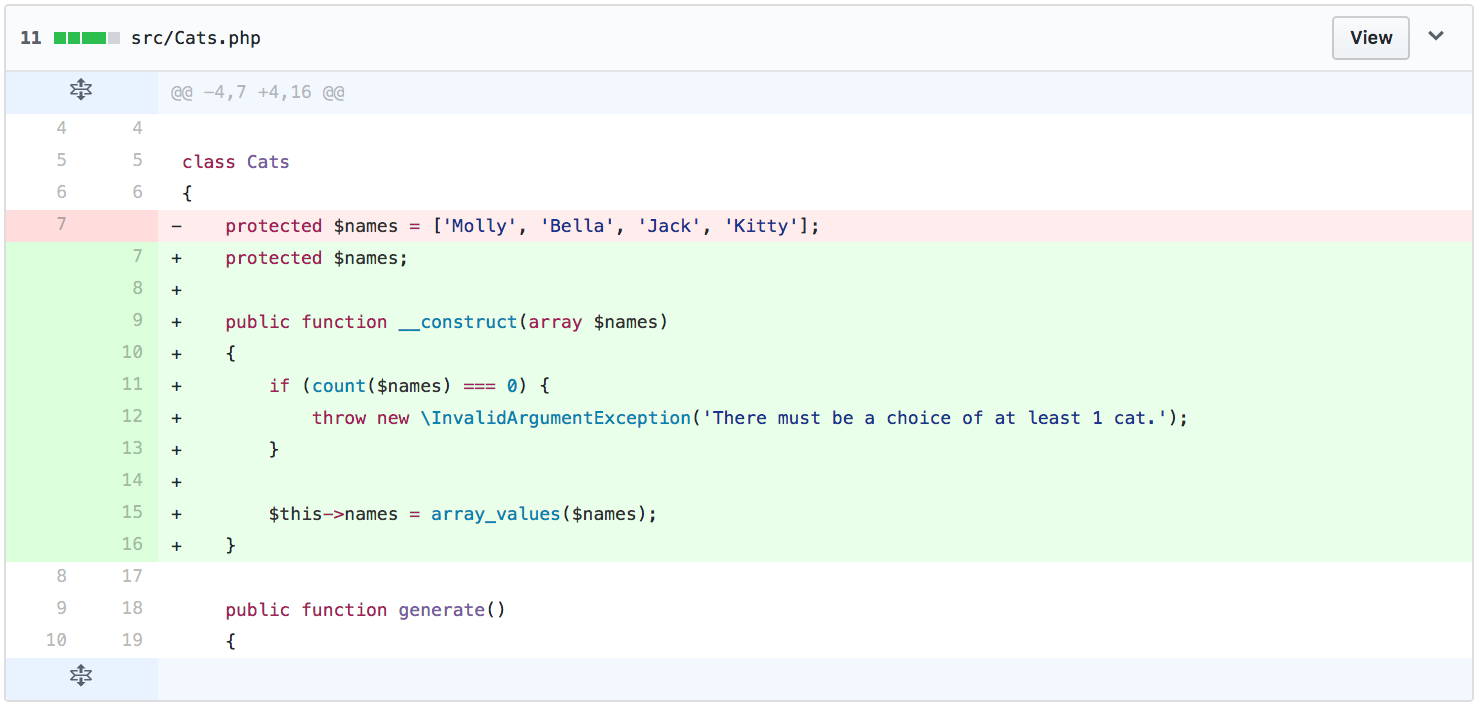 11 src/Cats.php View
@@ -4,7 +4,16 @@
4 4
5 5 class Cats
6 6 {
7 - protected $names = ['Molly', 'Bella', 'Jack', 'Kitty'];
7 + protected $names;
8 +
9 + public function __construct(array $names)
10 + {
11 + if (count($names) === 0) {
12 + throw new \InvalidArgumentException('There must be a choice of at least 1 cat.');
13 + }
14 +
15 + $this->names = array_values($names);
16 + }
8 17
9 18 public function generate()
10 19 {